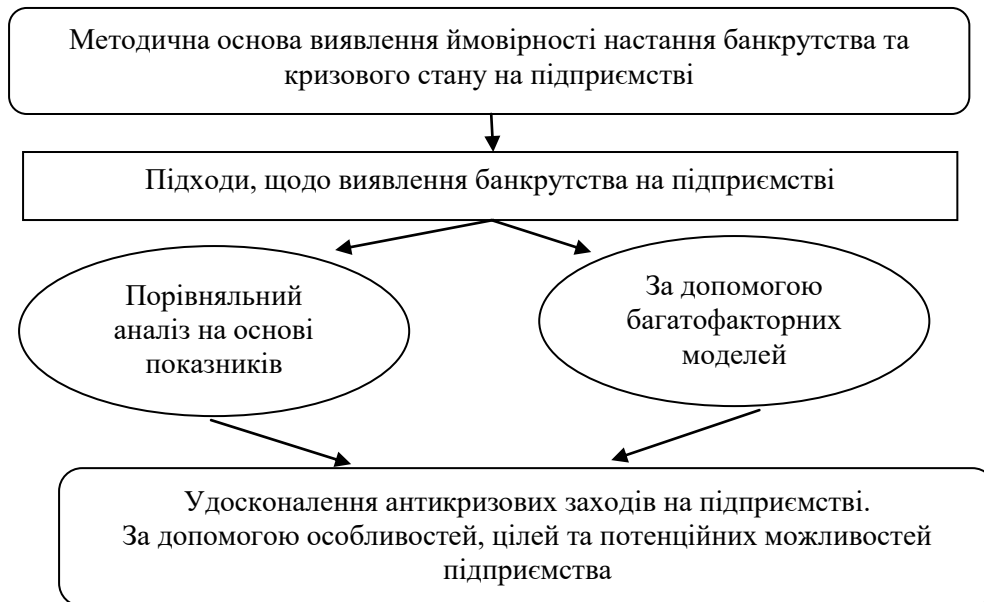 Методична основа виявлення ймовірності настання банкрутства та
кризового стану на підприємстві
Підходи, щодо виявлення банкрутства на підприємстві
Порівняльний
аналіз на основі
показників
За допомогою
багатофакторних
моделей
Удосконалення антикризових заходів на підприємстві.
За допомогою особливостей, цілей та потенційних можливостей
підприємства